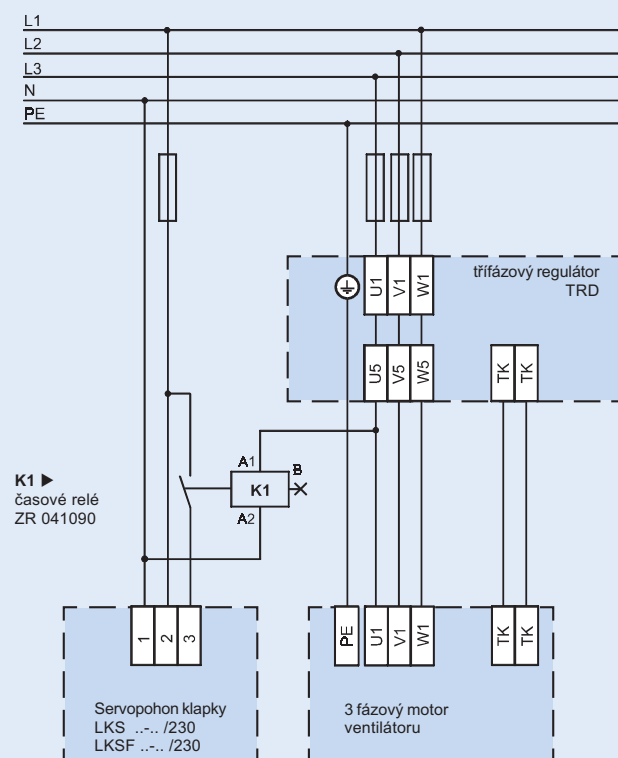 L1
L2
L3
N
PE
třífázový regulátor
TRD
U1
V1
W1
U5
V5
W5
TK
TK
A1
B
K1
A2
K1 ▶
časové relé
ZR 041090
1
2
3
PE
U1
V1
W1
TK
TK
Servopohon klapky
LKS ..-.. /230
LKSF ..-.. /230
3 fázový motor
ventilátoru